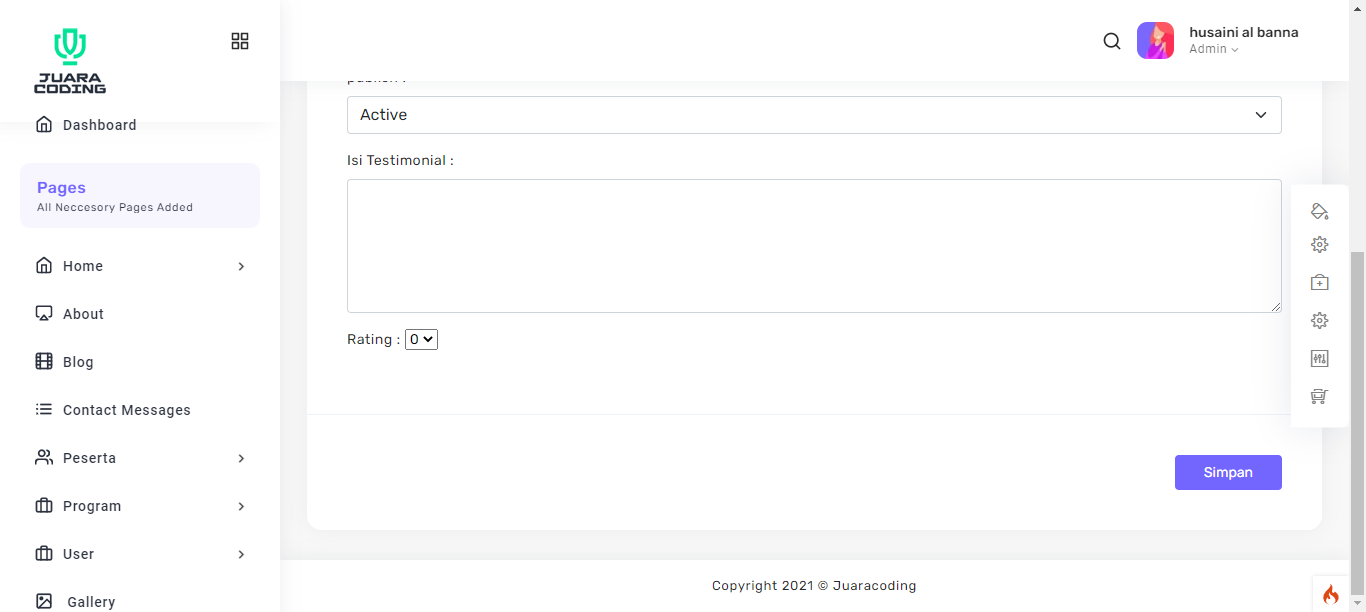 JUARA
CODING
husaini al banna
Admin
Dashboard
Pages
All Neccesory Pages Added
Home
About
Blog
Contact Messages
Peserta
Program
User
Gallery
Active
Isi Testimonial :
Rating : 0
Simpan
Copyright 2021 © Juaracoding